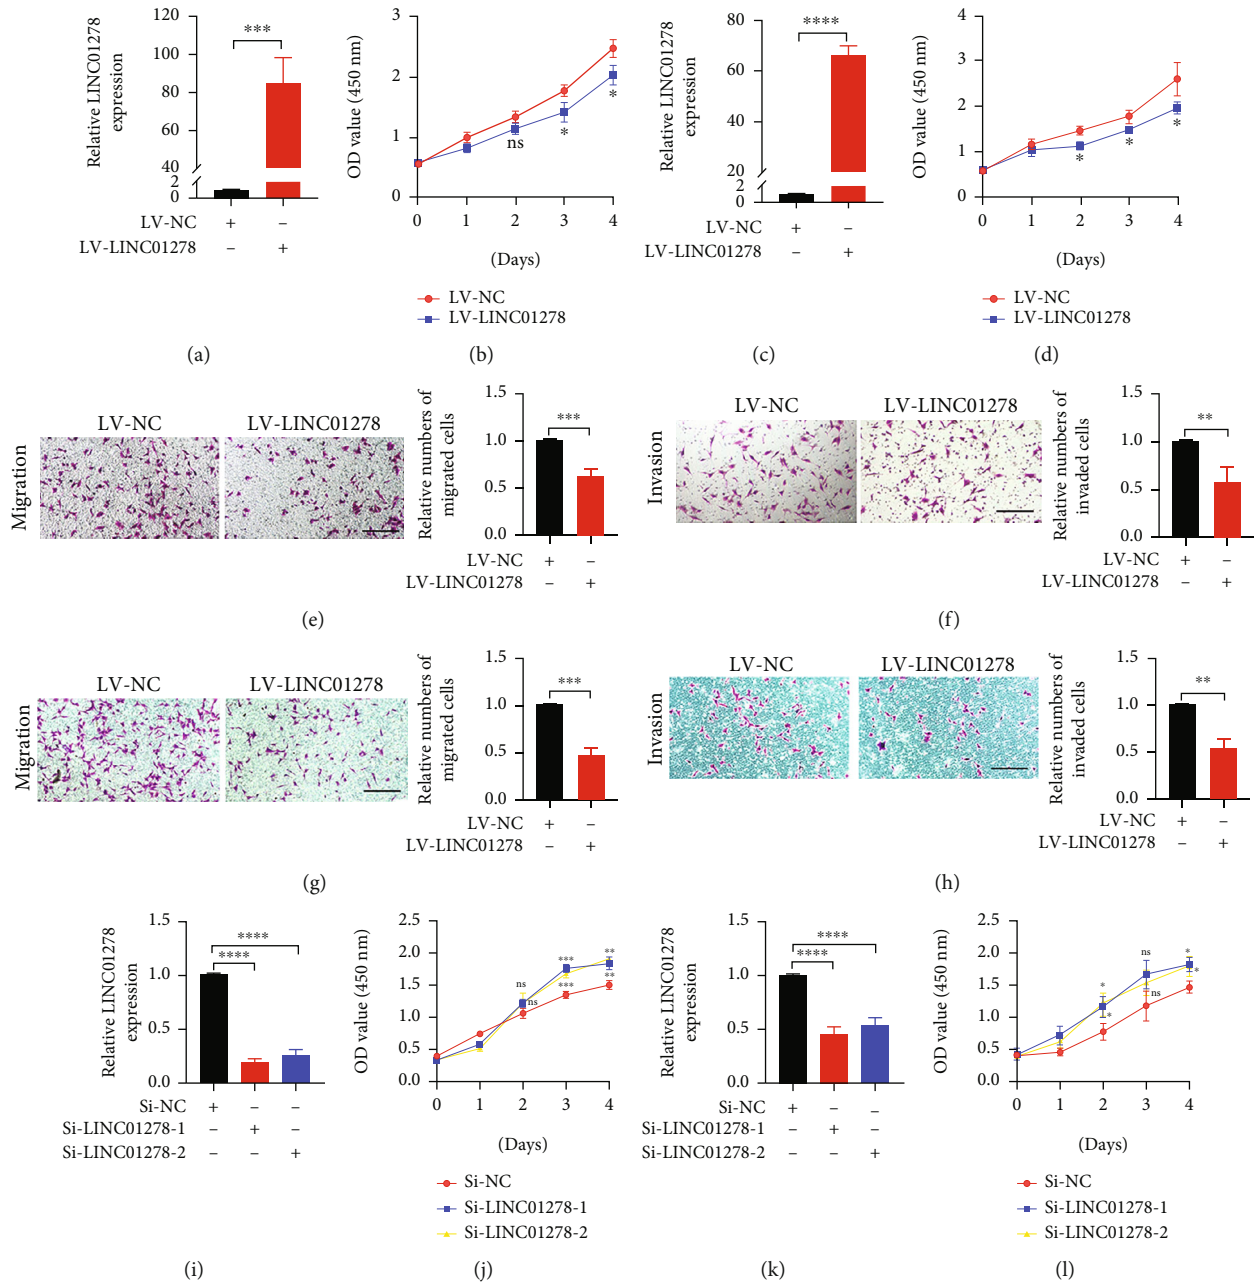 Relative LINC01278
expression
120
100
80
60
40
2
0
***
LV-NC + –
LV-LINC01278 – +
(a)
OD value (450 nm)
3
2
1
0
ns
*
*
0 1 2 3 4
(Days)
LV-NC
LV-LINC01278
(b)
Relative LINC01278
expression
80
60
40
20
2
0
****
LV-NC + –
LV-LINC01278 – +
(c)
OD value (450 nm)
4
3
2
1
0
*
*
*
0 1 2 3 4
(Days)
LV-NC
LV-LINC01278
(d)
Migration
LV-NC LV-LINC01278
Relative numbers of
migrated cells
1.5
1.0
0.5
0.0
***
LV-NC + –
LV-LINC01278 – +
(e)
Invasion
LV-NC LV-LINC01278
Relative numbers of
invaded cells
1.5
1.0
0.5
0.0
**
LV-NC + –
LV-LINC01278 – +
(f)
Migration
LV-NC LV-LINC01278
Relative numbers of
migrated cells
1.5
1.0
0.5
0.0
***
LV-NC + –
LV-LINC01278 – +
(g)
Invasion
LV-NC LV-LINC01278
Relative numbers of
invaded cells
1.5
1.0
0.5
0.0
**
LV-NC + –
LV-LINC01278 – +
(h)
Relative LINC01278
expression
1.5
1.0
0.5
0.0
****
****
Si-NC + – –
Si-LINC01278-1 – + –
Si-LINC01278-2 – – +
(i)
OD value (450 nm)
2.5
2.0
1.5
1.0
0.5
0.0
ns
ns
***
***
**
**
0 1 2 3 4
(Days)
Si-NC
Si-LINC01278-1
Si-LINC01278-2
(j)
Relative LINC01278
expression
1.5
1.0
0.5
0.0
****
****
Si-NC + – –
Si-LINC01278-1 – + –
Si-LINC01278-2 – – +
(k)
OD value (450 nm)
2.5
2.0
1.5
1.0
0.5
0.0
*
*
ns
ns
*
*
0 1 2 3 4
(Days)
Si-NC
Si-LINC01278-1
Si-LINC01278-2
(l)